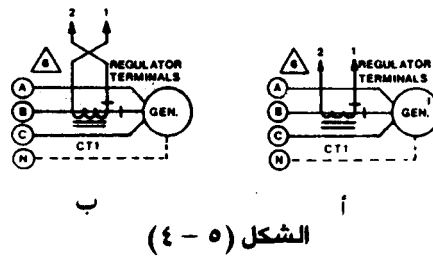 2 1
6
REGULATOR
TERMINALS
A
B
C
N
GEN.
CT1
ب
2 1
6
REGULATOR
TERMINALS
A
B
C
N
GEN.
CT1
أ
الشكل (٥ - ٤)